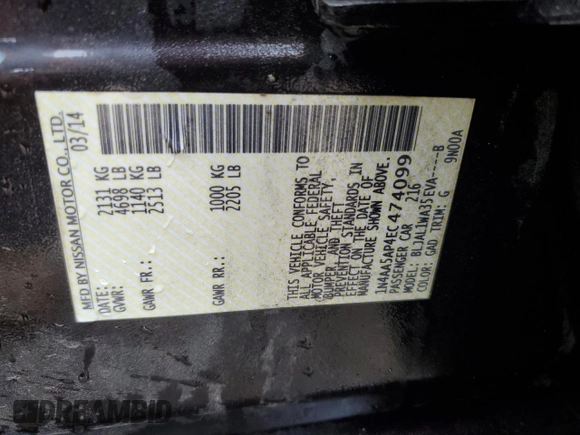 MFD BY NISSAN MOTOR CO., LTD.
DATE: 03/14
GVWR: 2131 KG
4698 LB
GAWR FR.: 1140 KG
2513 LB
GAWR RR.: 1000 KG
2205 LB
THIS VEHICLE CONFORMS TO
ALL APPLICABLE FEDERAL
MOTOR VEHICLE SAFETY,
BUMPER, AND THEFT
PREVENTION STANDARDS IN
EFFECT ON THE DATE OF
MANUFACTURE SHOWN ABOVE.
1N4AA5AP4EC474099
PASSENGER CAR 216
MODEL: BLJALIWA35EVA----B
COLOR: GAD TRIM: G 9N00A
DREAMBID